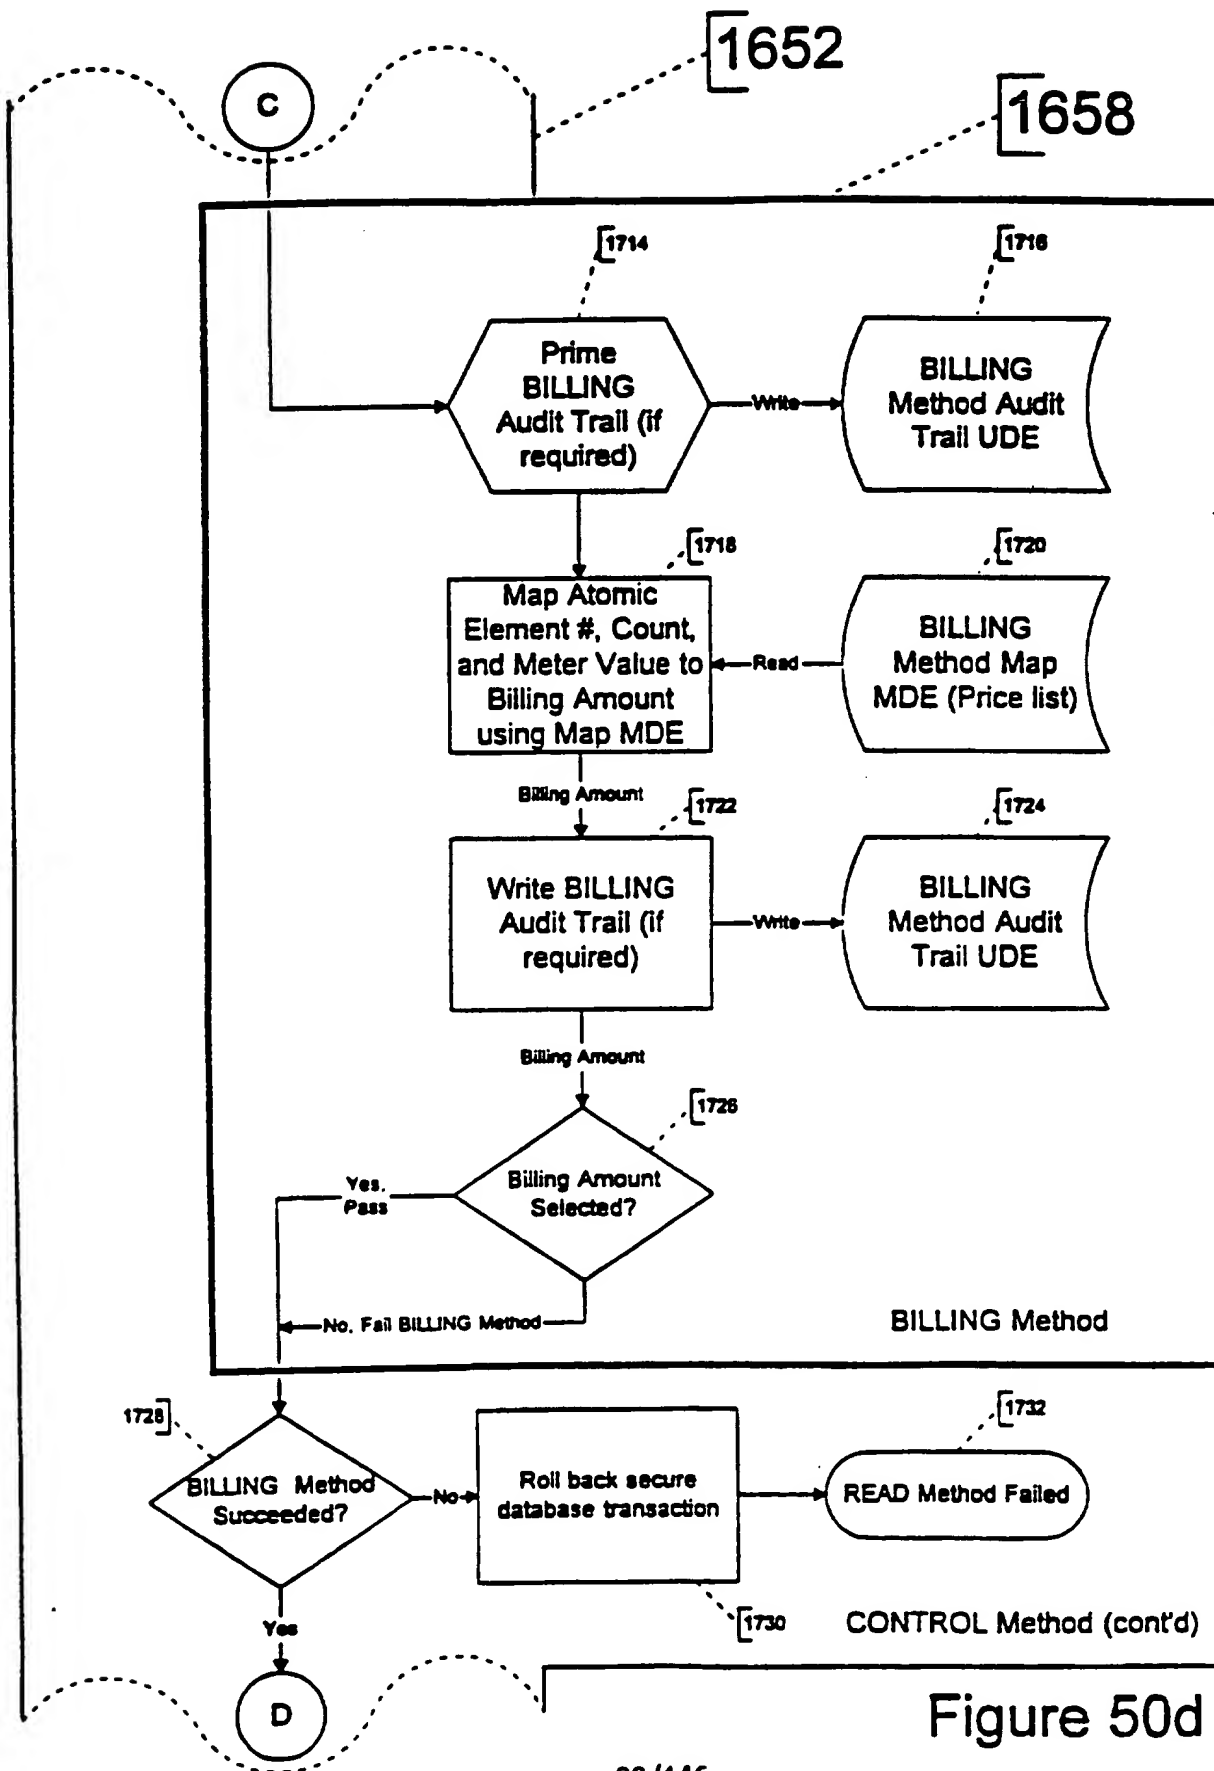 1652
C
1658
1714
1716
Prime
BILLING
Audit Trail (if
required)
Write
BILLING
Method Audit
Trail UDE
1718
1720
Map Atomic
Element #, Count,
and Meter Value to
Billing Amount
using Map MDE
Read
BILLING
Method Map
MDE (Price list)
Billing Amount
1722
1724
Write BILLING
Audit Trail (if
required)
Write
BILLING
Method Audit
Trail UDE
Billing Amount
1726
Billing Amount
Selected?
Yes,
Pass
No, Fail BILLING Method
BILLING Method
1728
1732
BILLING Method
Succeeded?
No
Roll back secure
database transaction
READ Method Failed
1730
CONTROL Method (cont'd)
Yes
D
Figure 50d